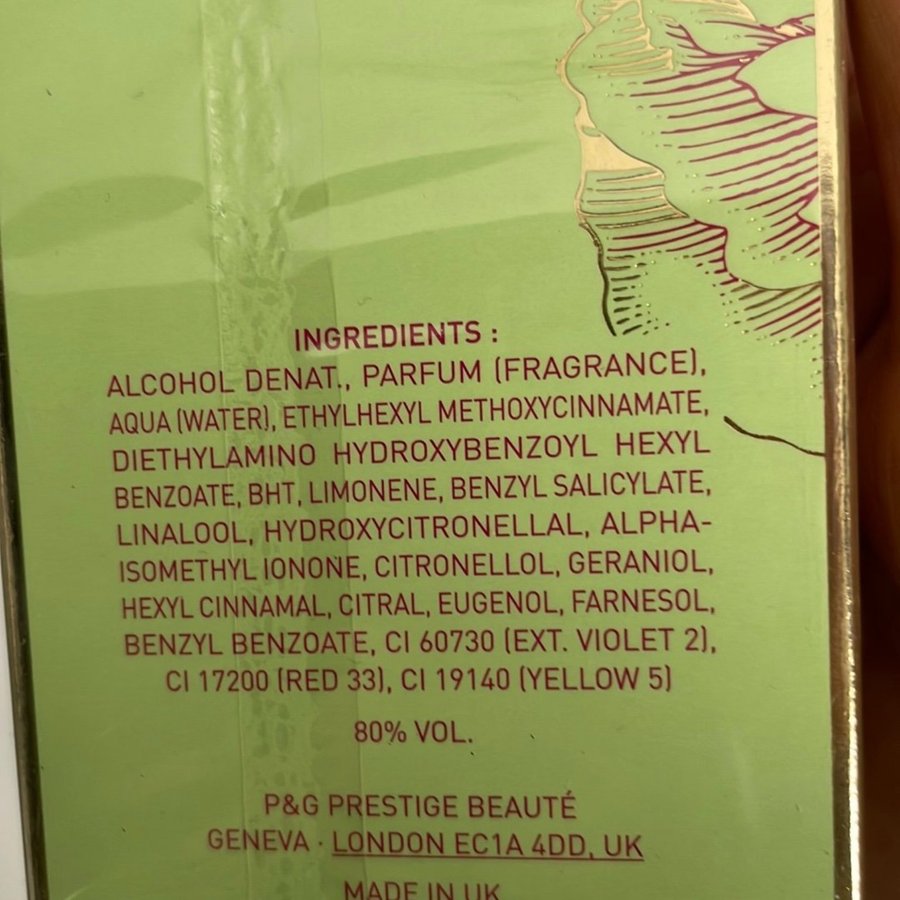 INGREDIENTS :
ALCOHOL DENAT., PARFUM (FRAGRANCE),
AQUA (WATER), ETHYLHEXYL METHOXYCINNAMATE,
DIETHYLAMINO HYDROXYBENZOYL HEXYL
BENZOATE, BHT, LIMONENE, BENZYL SALICYLATE,
LINALOOL, HYDROXYCITRONELLAL, ALPHA-
ISOMETHYL IONONE, CITRONELLOL, GERANIOL,
HEXYL CINNAMAL, CITRAL, EUGENOL, FARNESOL,
BENZYL BENZOATE, CI 60730 (EXT. VIOLET 2),
CI 17200 (RED 33), CI 19140 (YELLOW 5)
80% VOL.
P&G PRESTIGE BEAUTÉ
GENEVA · LONDON EC1A 4DD, UK
MADE IN UK